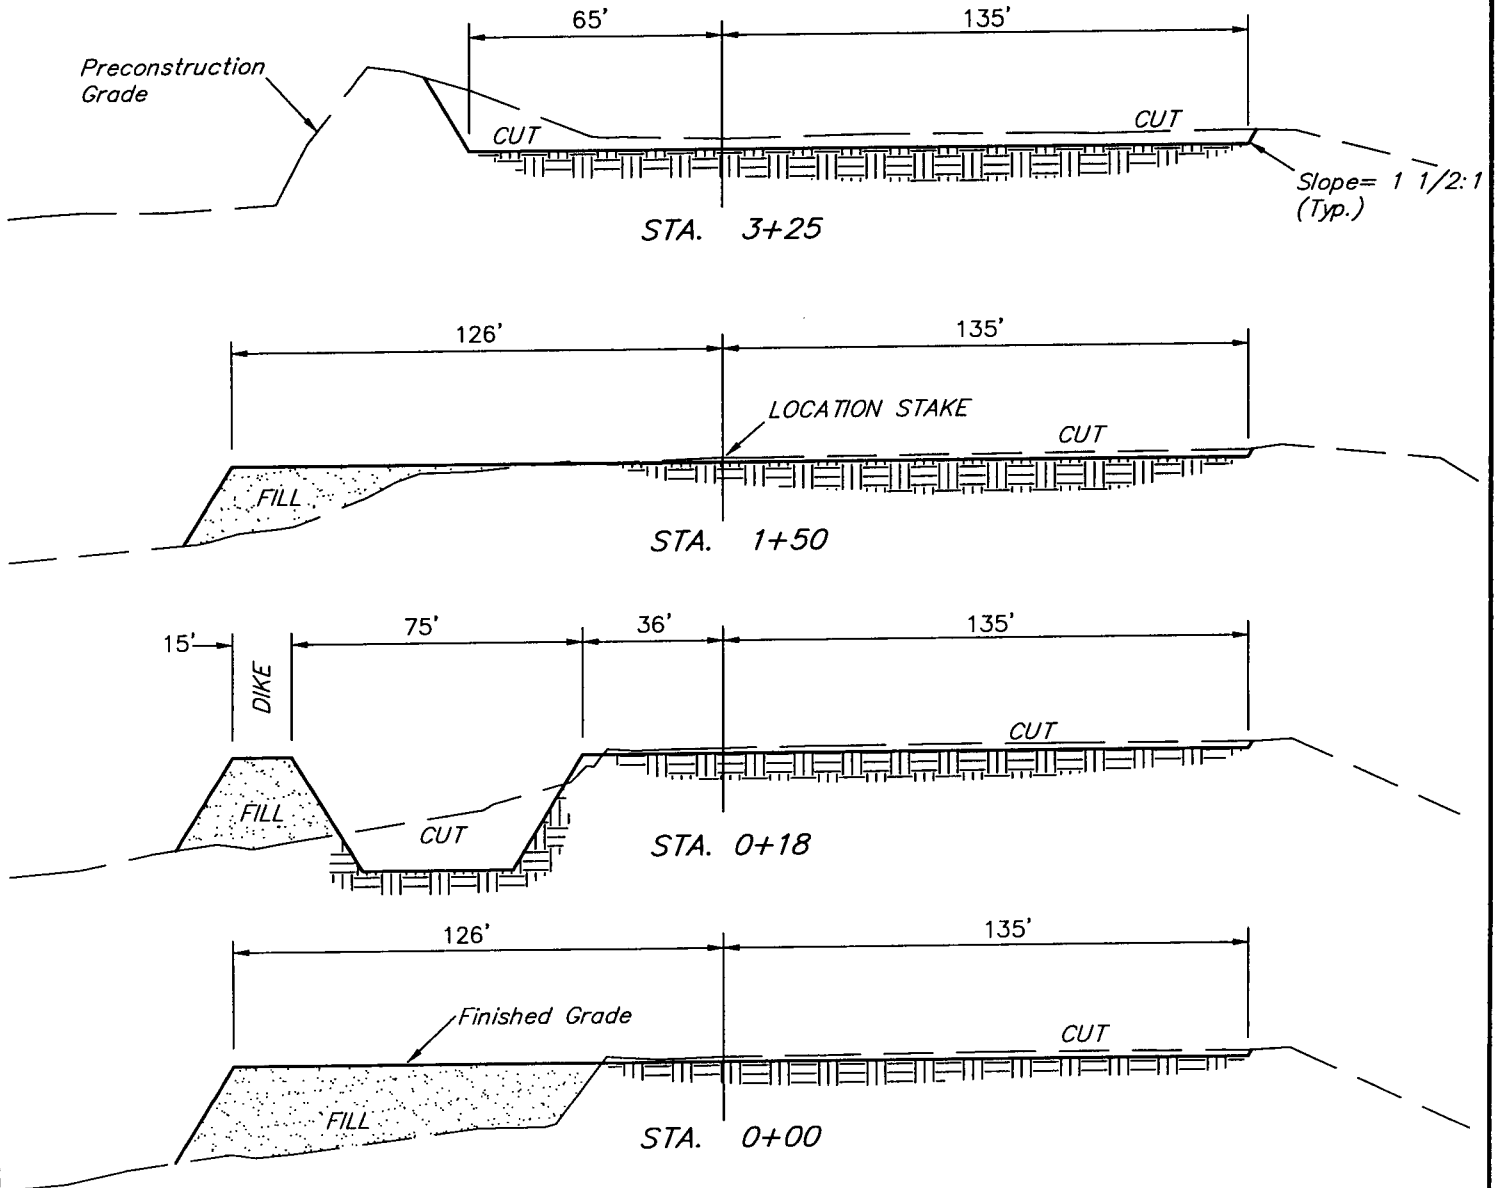 65'
135'
Preconstruction
Grade
CUT
CUT
Slope= 1 1/2:1
(Typ.)
STA. 3+25
126'
135'
LOCATION STAKE
CUT
FILL
STA. 1+50
15'
75'
36'
135'
DIKE
CUT
FILL
CUT
STA. 0+18
126'
135'
Finished Grade
CUT
FILL
STA. 0+00